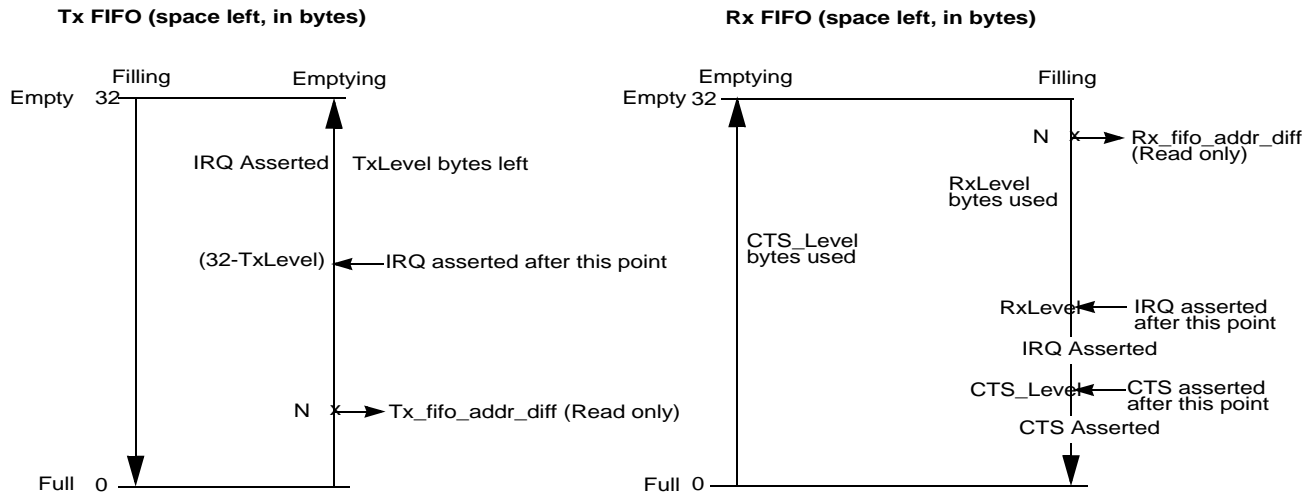 Tx FIFO (space left, in bytes)
Filling
Emptying
Empty 32
IRQ Asserted
TxLevel bytes left
(32-TxLevel)
IRQ asserted after this point
N x
Tx_fifo_addr_diff (Read only)
Full 0
Rx FIFO (space left, in bytes)
Emptying
Filling
Empty 32
N x
Rx_fifo_addr_diff
(Read only)
RxLevel
bytes used
CTS_Level
bytes used
RxLevel
IRQ asserted
after this point
IRQ Asserted
CTS_Level
CTS asserted
after this point
CTS Asserted
Full 0